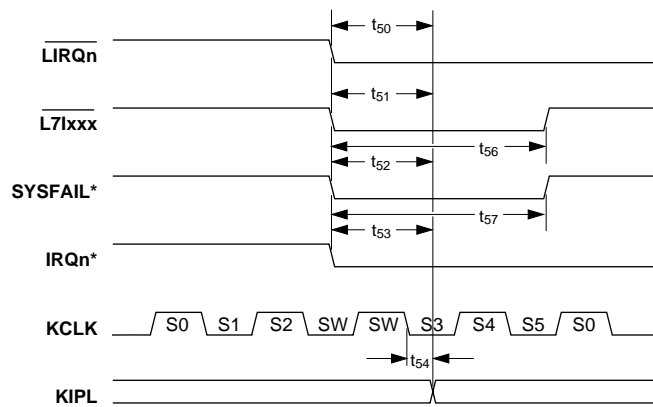 t50
LIRQn
t51
L7Ixxx
t56
t52
SYSFAIL*
t57
t53
IRQn*
KCLK S0 S1 S2 SW SW S3 S4 S5 S0
t54
KIPL